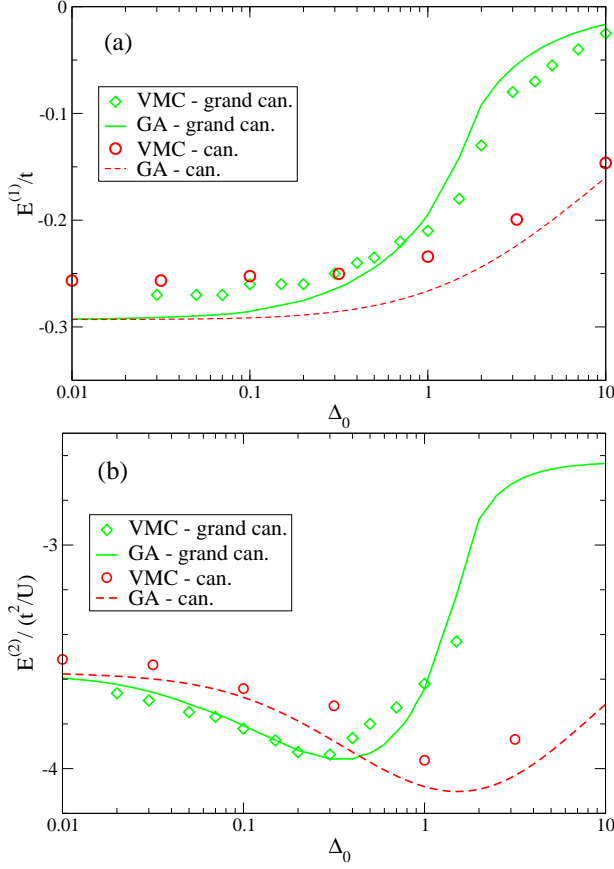 0
(a)
-0.1
VMC - grand can.
GA - grand can.
VMC - can.
GA - can.
E^(1)/t
-0.2
-0.3
0.01
0.1
1
10
Δ₀
(b)
-3
VMC - grand can.
GA - grand can.
VMC - can.
GA - can.
E^(2)/ (t^2/U)
-4
0.01
0.1
1
10
Δ₀